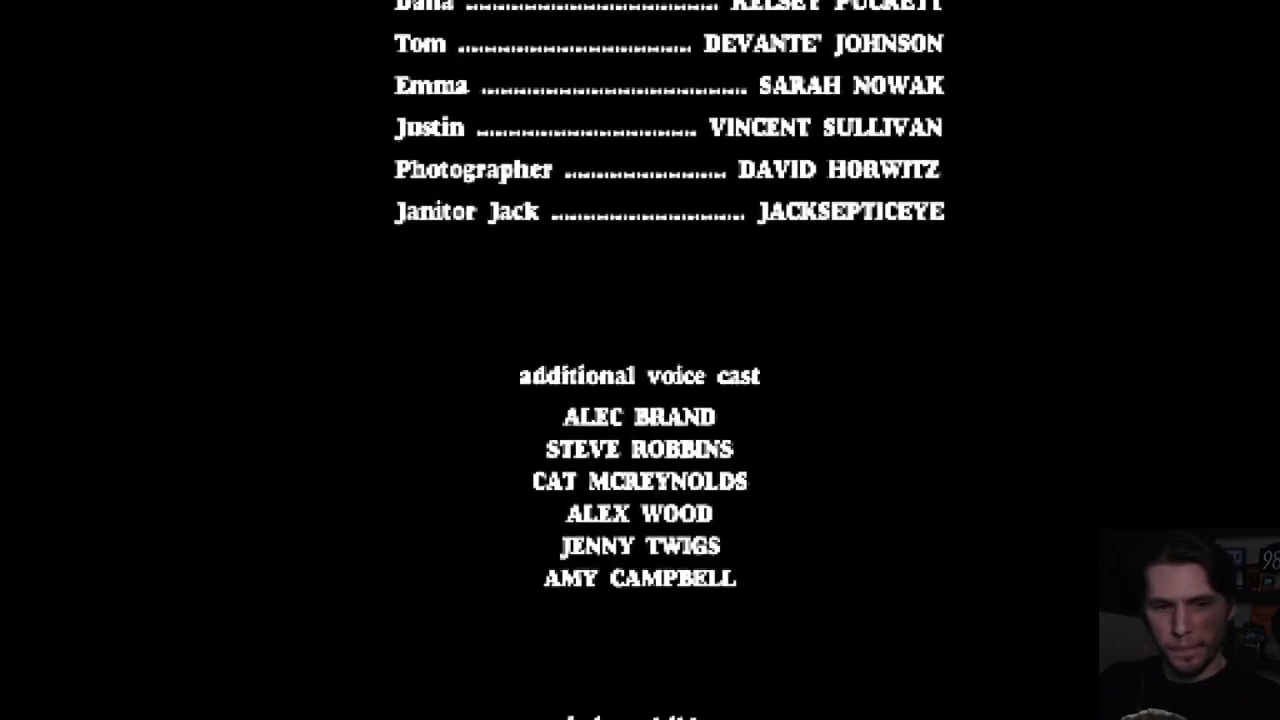 Tom ................................ DEVANTE' JOHNSON
Emma .................................... SARAH NOWAK
Justin .............................. VINCENT SULLIVAN
Photographer ...................... DAVID HORWITZ
Janitor Jack .......................... JACKSEPTICEYE
additional voice cast
ALEC BRAND
STEVE ROBBINS
CAT MCREYNOLDS
ALEX WOOD
JENNY TWIGS
AMY CAMPBELL
98